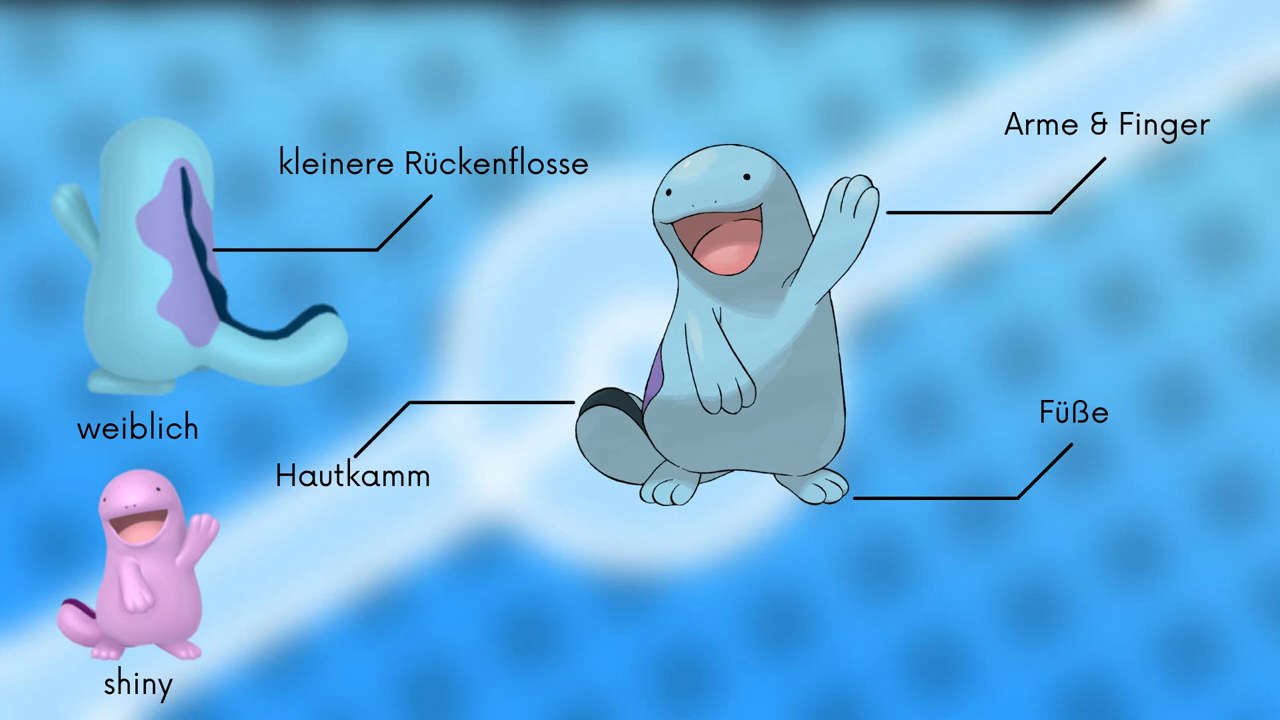 Arme & Finger
kleinere Rückenflosse
Füße
weiblich
Hautkamm
shiny